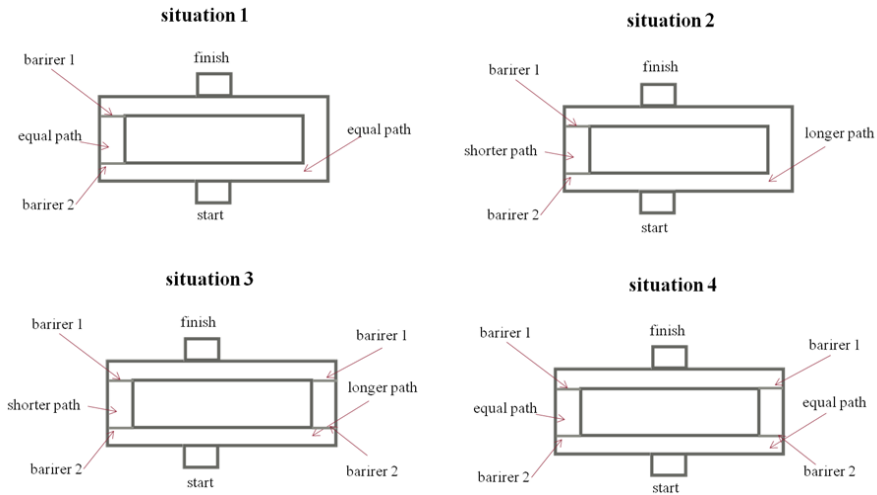 situation 1
finish
barirer 1
equal path
equal path
barirer 2
start
situation 2
finish
barirer 1
longer path
shorter path
barirer 2
start
situation 3
finish
barirer 1
barirer 1
shorter path
longer path
barirer 2
barirer 2
start
situation 4
finish
barirer 1
barirer 1
equal path
equal path
barirer 2
barirer 2
start